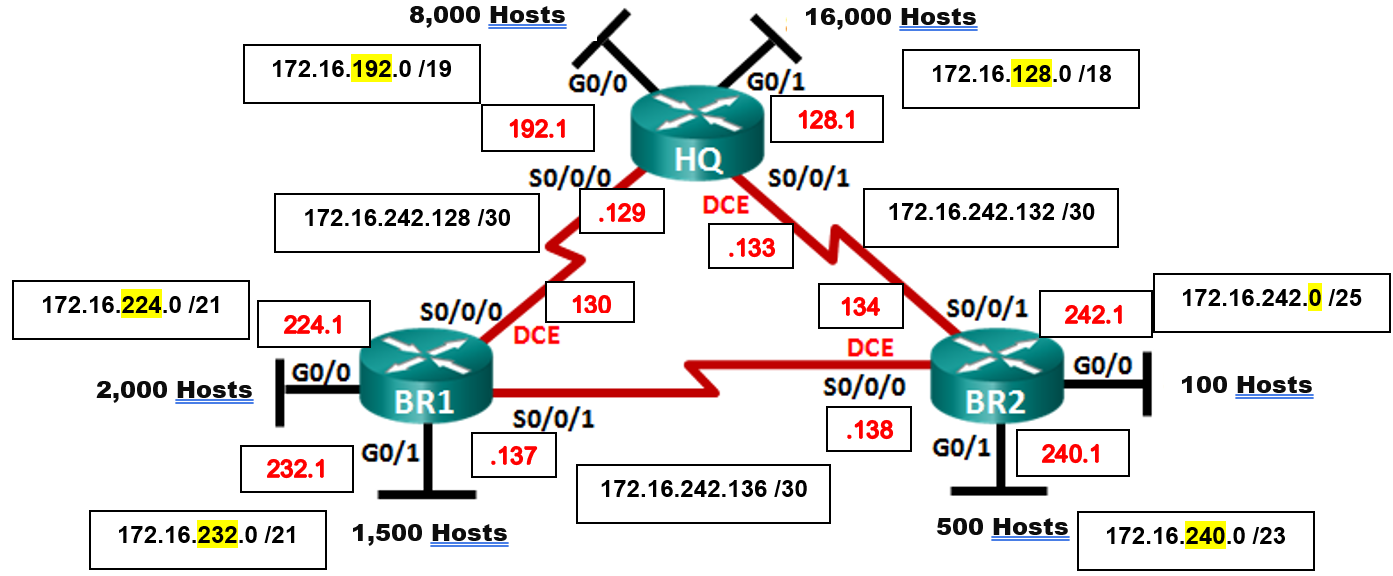 8,000 Hosts
16,000 Hosts
172.16.192.0 /19
172.16.128.0 /18
G0/0
G0/1
192.1
128.1
HQ
S0/0/0
S0/0/1
DCE
172.16.242.128 /30
.129
172.16.242.132 /30
.133
172.16.224.0 /21
224.1
S0/0/0
130
DCE
134
S0/0/1
242.1
172.16.242.0 /25
DCE
2,000 Hosts
G0/0
BR1
S0/0/0
BR2
G0/0
100 Hosts
S0/0/1
.138
G0/1
232.1
.137
G0/1
240.1
172.16.242.136 /30
172.16.232.0 /21
1,500 Hosts
500 Hosts
172.16.240.0 /23